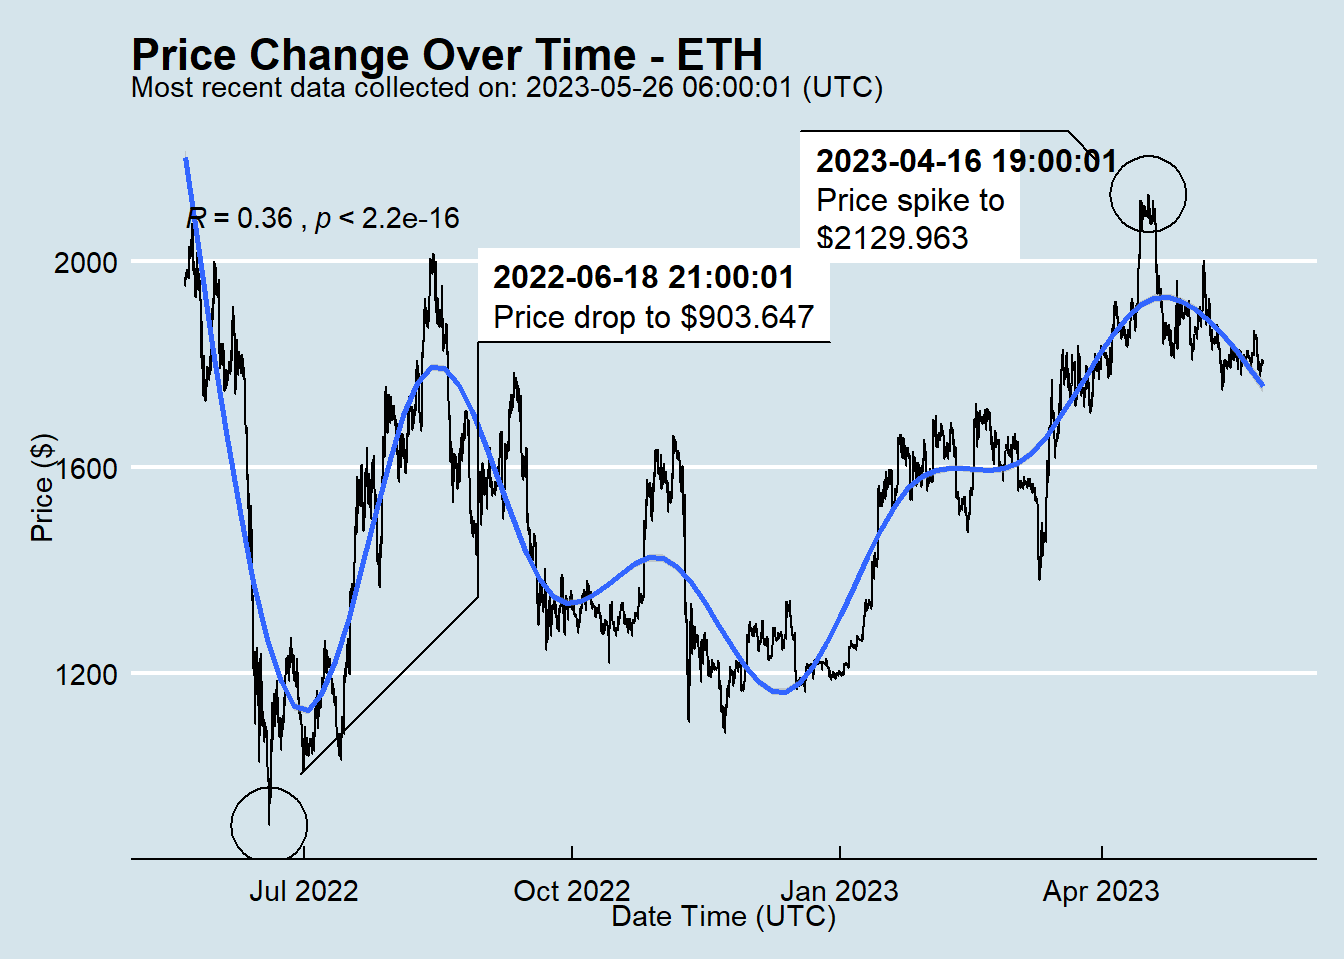 Price Change Over Time - ETH
Most recent data collected on: 2023-05-26 06:00:01 (UTC)
2023-04-16 19:00:01
Price spike to
$2129.963
R = 0.36 , p < 2.2e-16
2022-06-18 21:00:01
Price drop to $903.647
2000
1600
1200
Price ($)
Jul 2022
Oct 2022
Jan 2023
Apr 2023
Date Time (UTC)